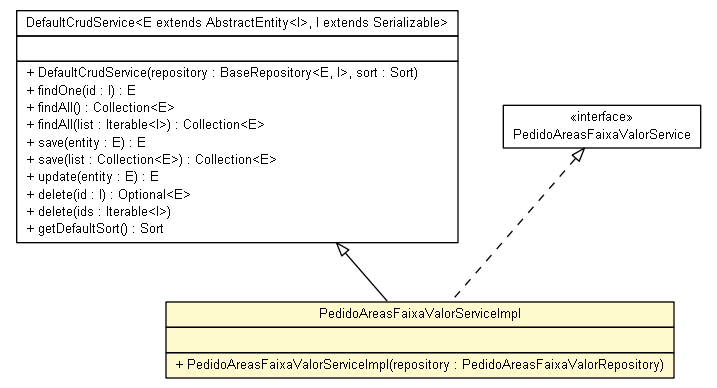 DefaultCrudService<E extends AbstractEntity<I>, I extends Serializable>
+ DefaultCrudService(repository : BaseRepository<E, I>, sort : Sort)
+ findOne(id : I) : E
+ findAll() : Collection<E>
+ findAll(list : Iterable<I>) : Collection<E>
+ save(entity : E) : E
+ save(list : Collection<E>) : Collection<E>
+ update(entity : E) : E
+ delete(id : I) : Optional<E>
+ delete(ids : Iterable<I>)
+ getDefaultSort() : Sort
«interface»
PedidoAreasFaixaValorService
PedidoAreasFaixaValorServiceImpl
+ PedidoAreasFaixaValorServiceImpl(repository : PedidoAreasFaixaValorRepository)